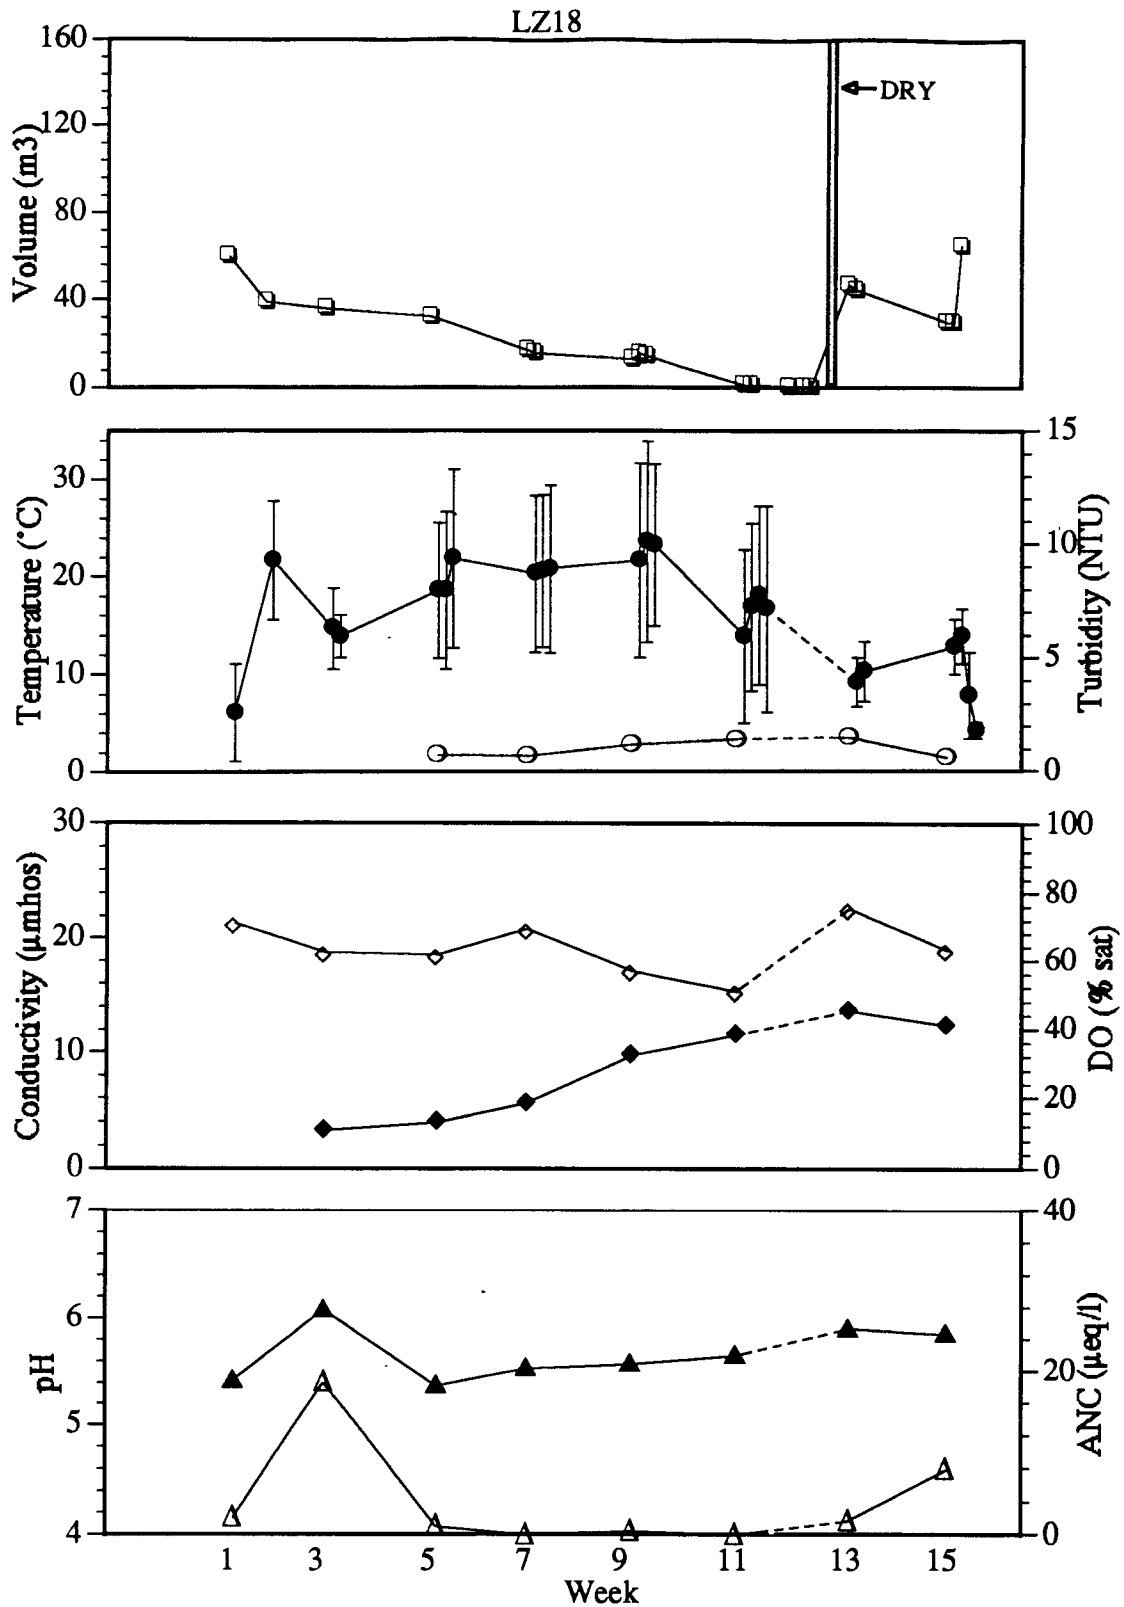 LZ18
160
120
80
40
0
Volume (m3)
DRY
30
20
10
0
Temperature (°C)
15
10
5
0
Turbidity (NTU)
30
20
10
0
Conductivity (μmhos)
100
80
60
40
20
0
DO (% sat)
7
6
5
4
pH
40
20
0
ANC (μeq/l)
1 3 5 7 9 11 13 15
Week